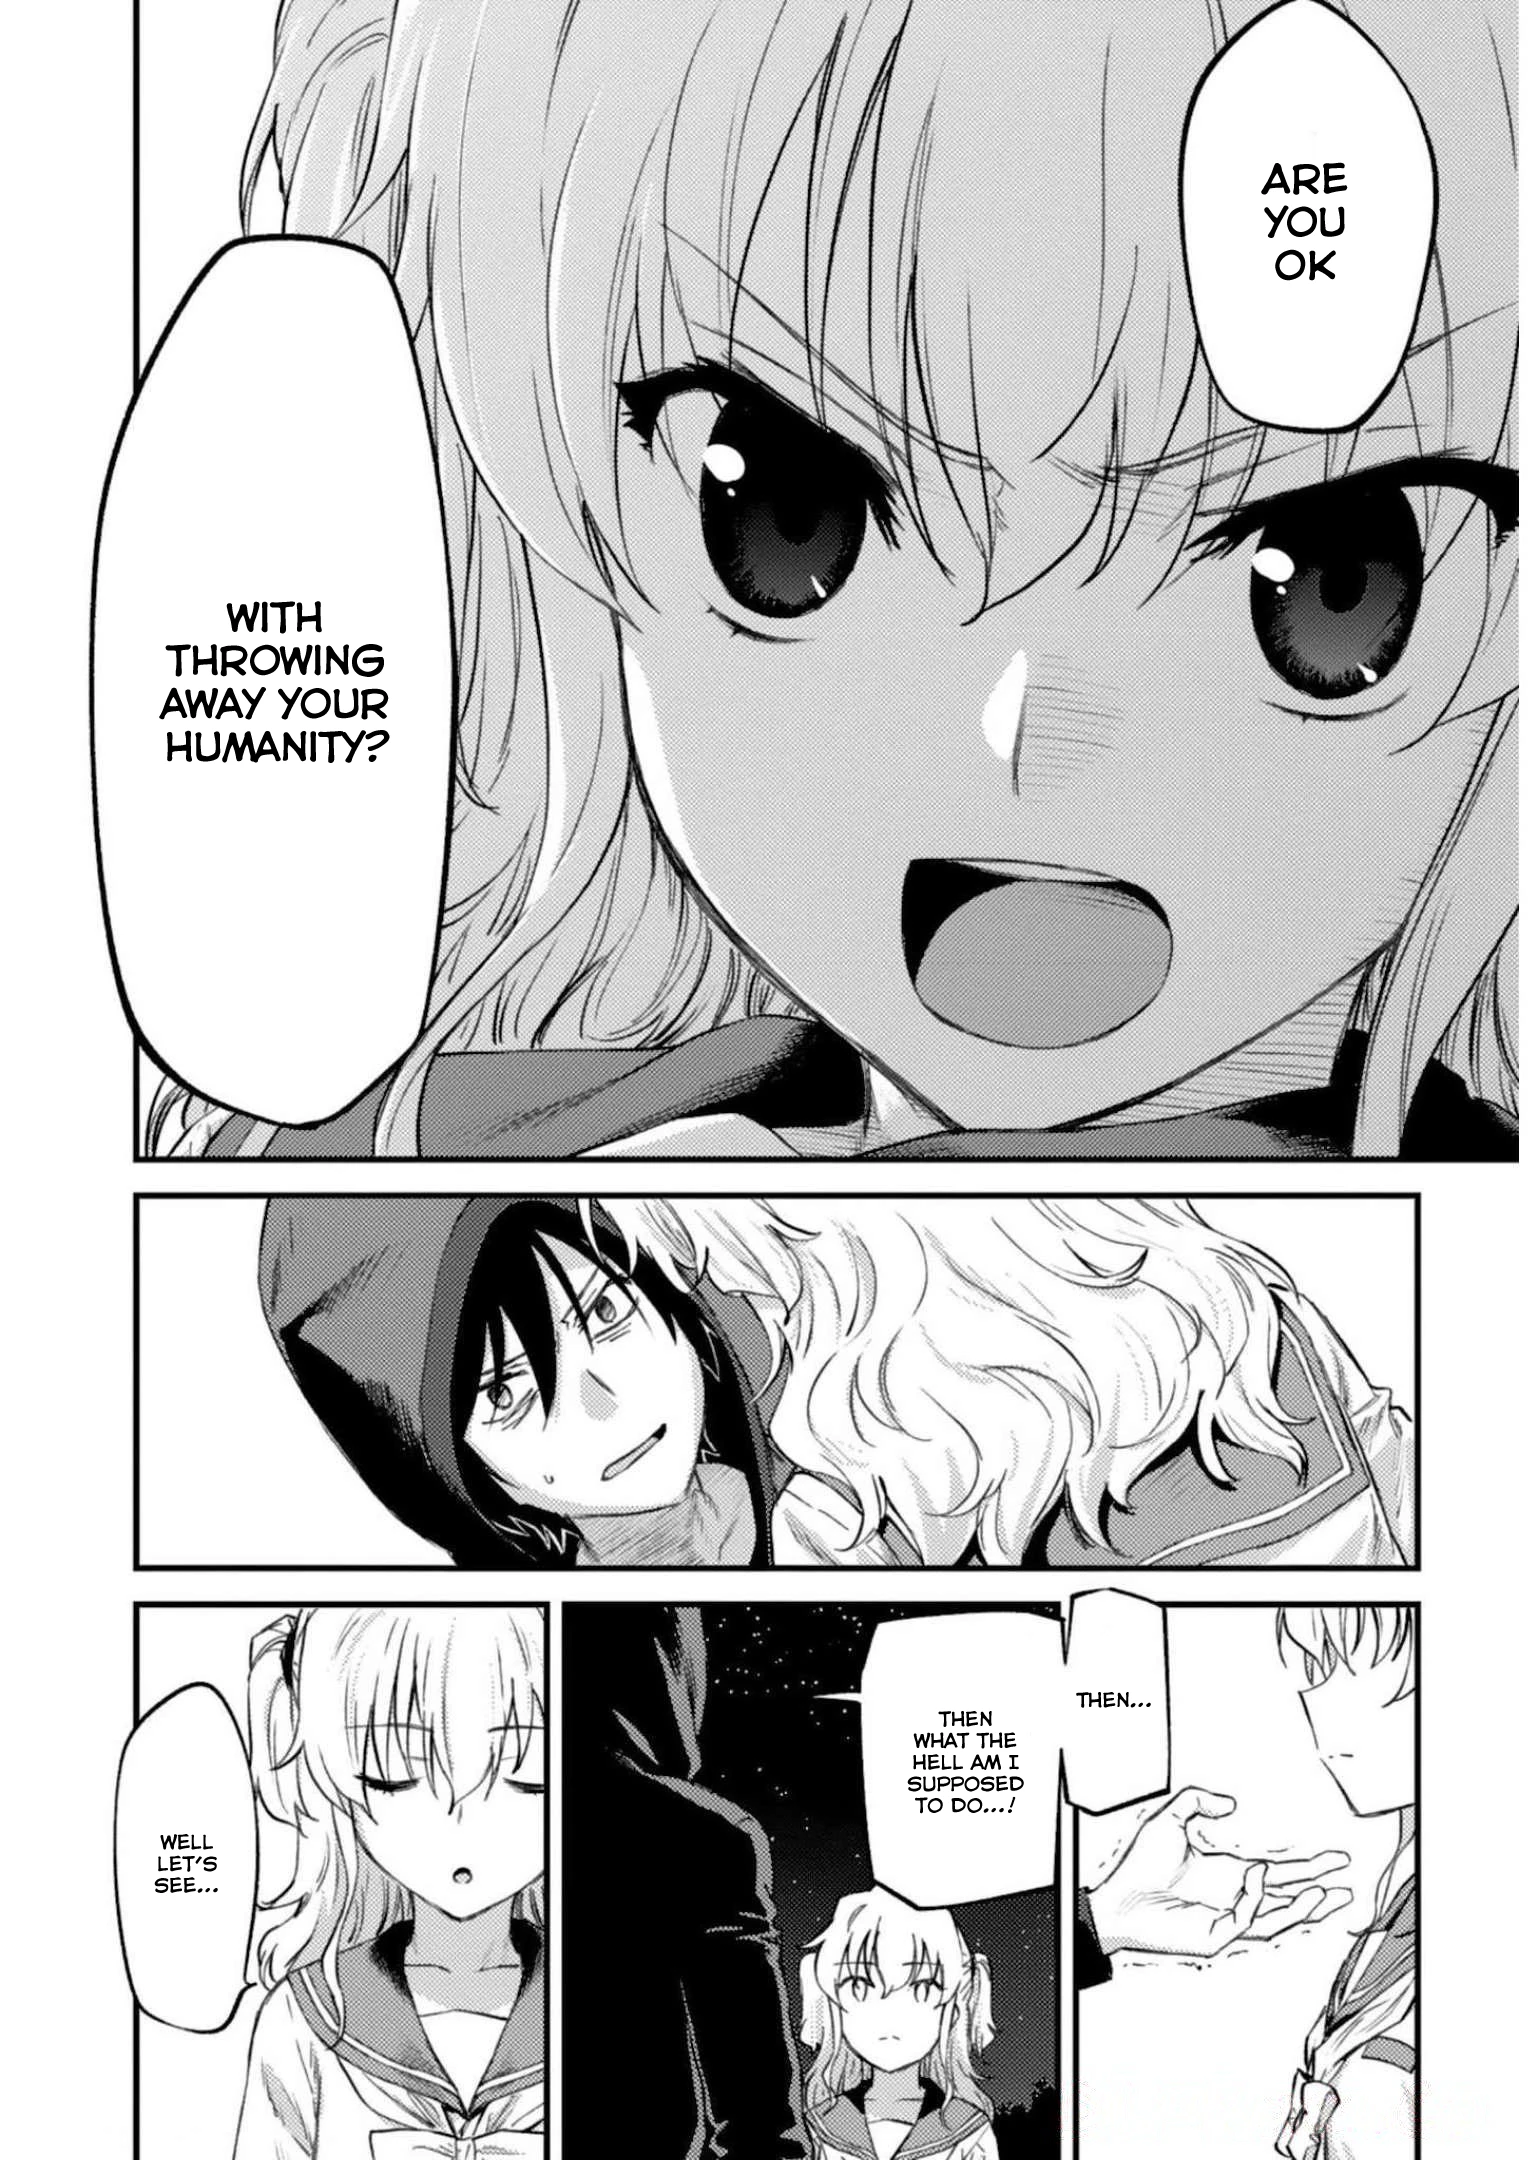 ARE
YOU
OK
WITH
THROWING
AWAY YOUR
HUMANITY?
THEN...
THEN
WHAT THE
HELL AM I
SUPPOSED
TO DO...!
WELL
LET'S
SEE...